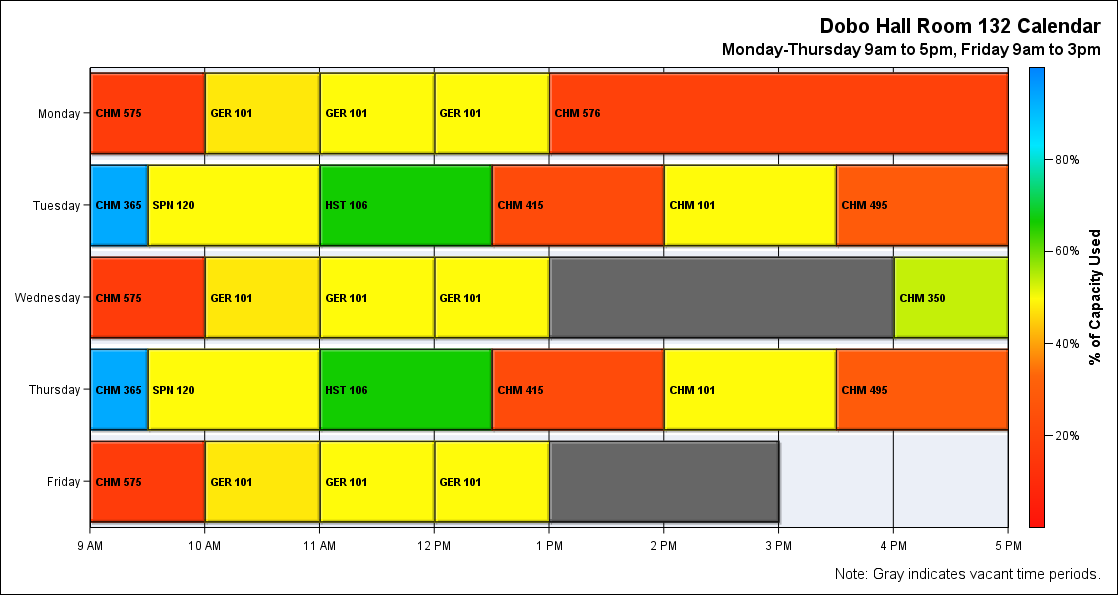 Dobo Hall Room 132 Calendar
Monday-Thursday 9am to 5pm, Friday 9am to 3pm
Monday
CHM 575
GER 101
GER 101
GER 101
CHM 576
Tuesday
CHM 365
SPN 120
HST 106
CHM 415
CHM 101
CHM 495
Wednesday
CHM 575
GER 101
GER 101
GER 101
CHM 350
Thursday
CHM 365
SPN 120
HST 106
CHM 415
CHM 101
CHM 495
Friday
CHM 575
GER 101
GER 101
GER 101
9 AM
10 AM
11 AM
12 PM
1 PM
2 PM
3 PM
4 PM
5 PM
80%
60%
40%
20%
% of Capacity Used
Note: Gray indicates vacant time periods.